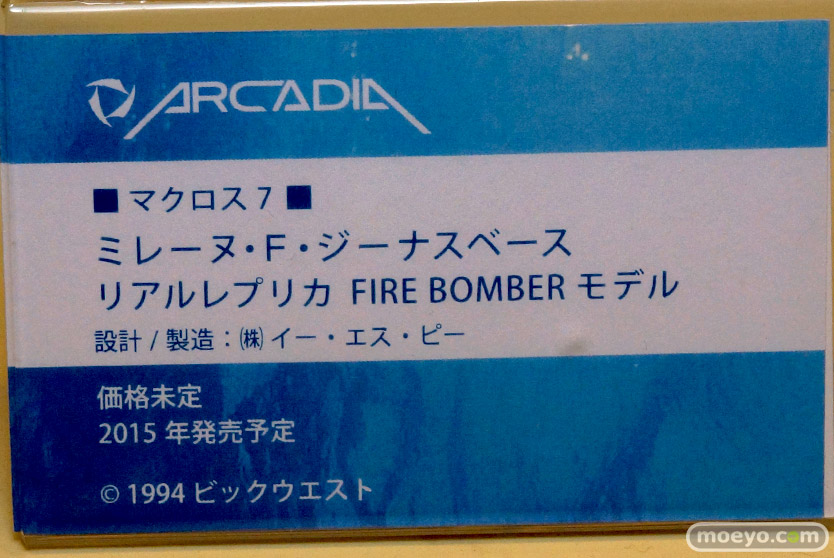 ARCADIA
■ マクロス7 ■
ミレーヌ・F・ジーナスベース
リアルレプリカ FIRE BOMBER モデル
設計 / 製造：㈱イー・エス・ピー
価格未定
2015 年発売予定
© 1994 ビックウエスト
moeyo.com